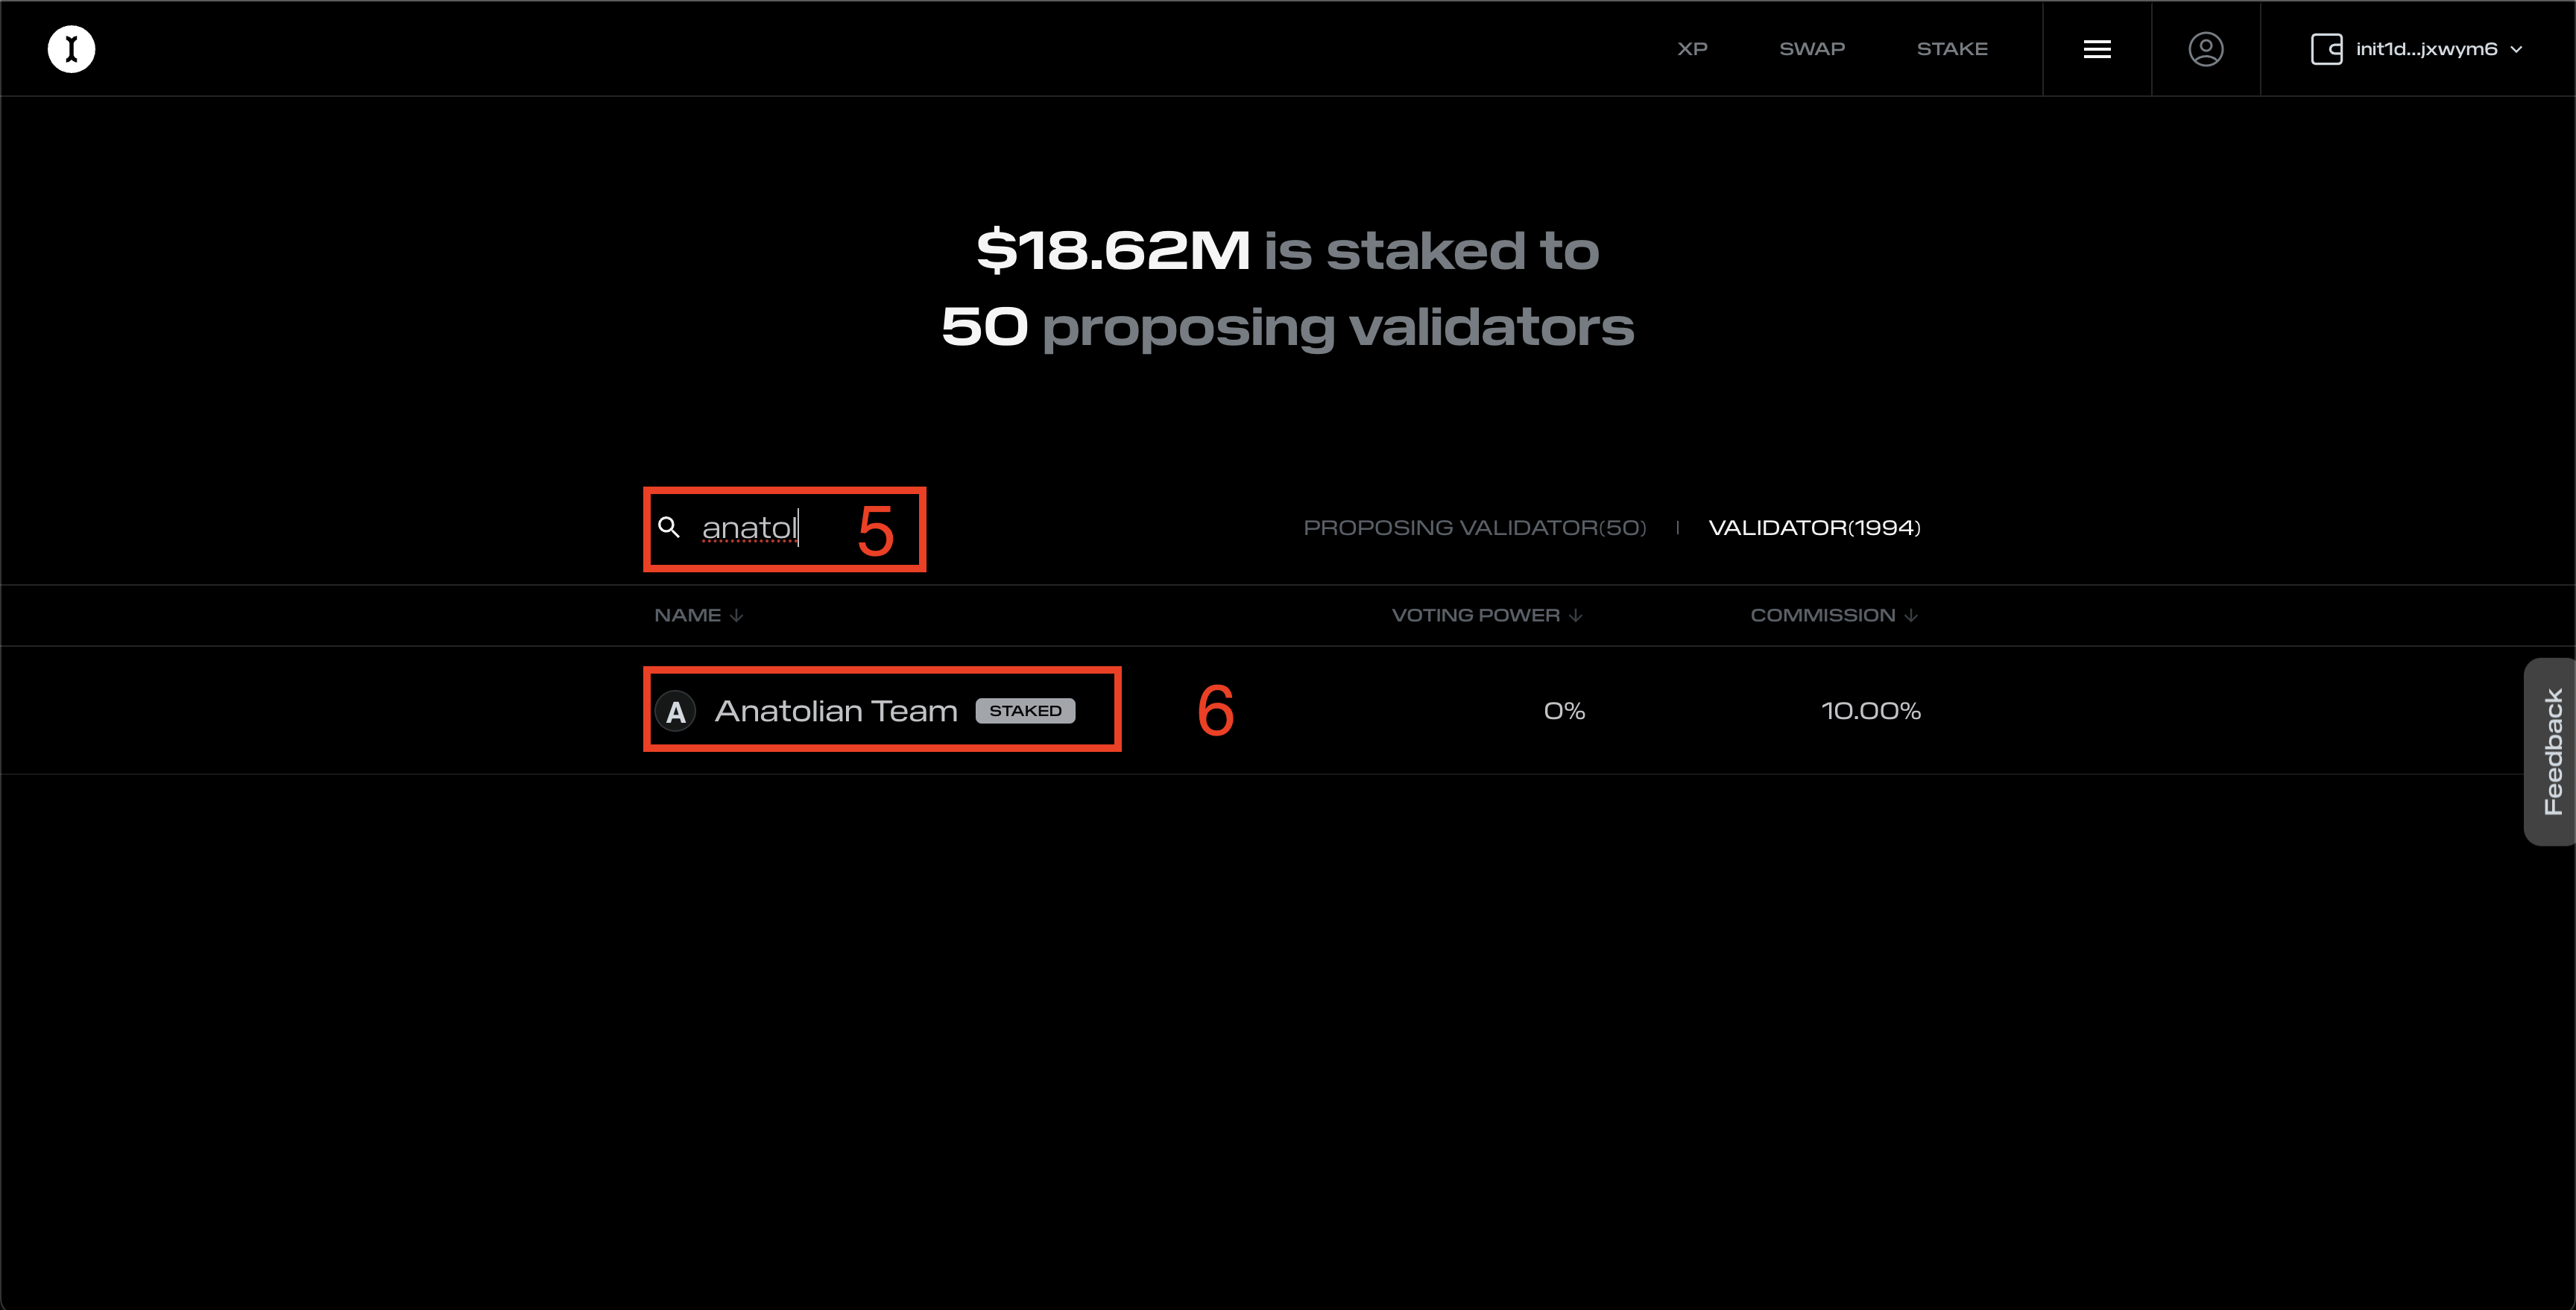 XP SWAP STAKE init1d...jxwym6
$18.62M is staked to
50 proposing validators
anatol 5 PROPOSING VALIDATOR(50) | VALIDATOR(1994)
NAME ↓ VOTING POWER ↓ COMMISSION ↓
A Anatolian Team STAKED 6 0% 10.00%
Feedback